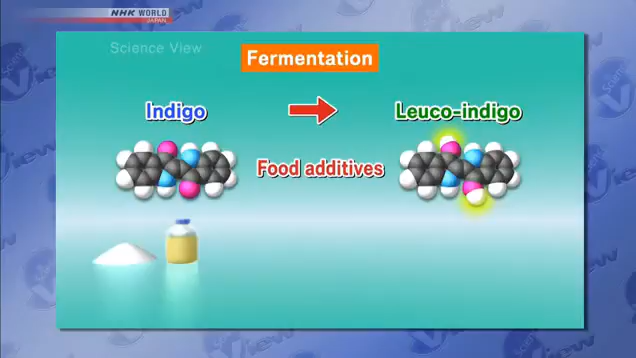 NHK WORLD
JAPAN
Science View
Fermentation
Indigo
Leuco-indigo
Food additives